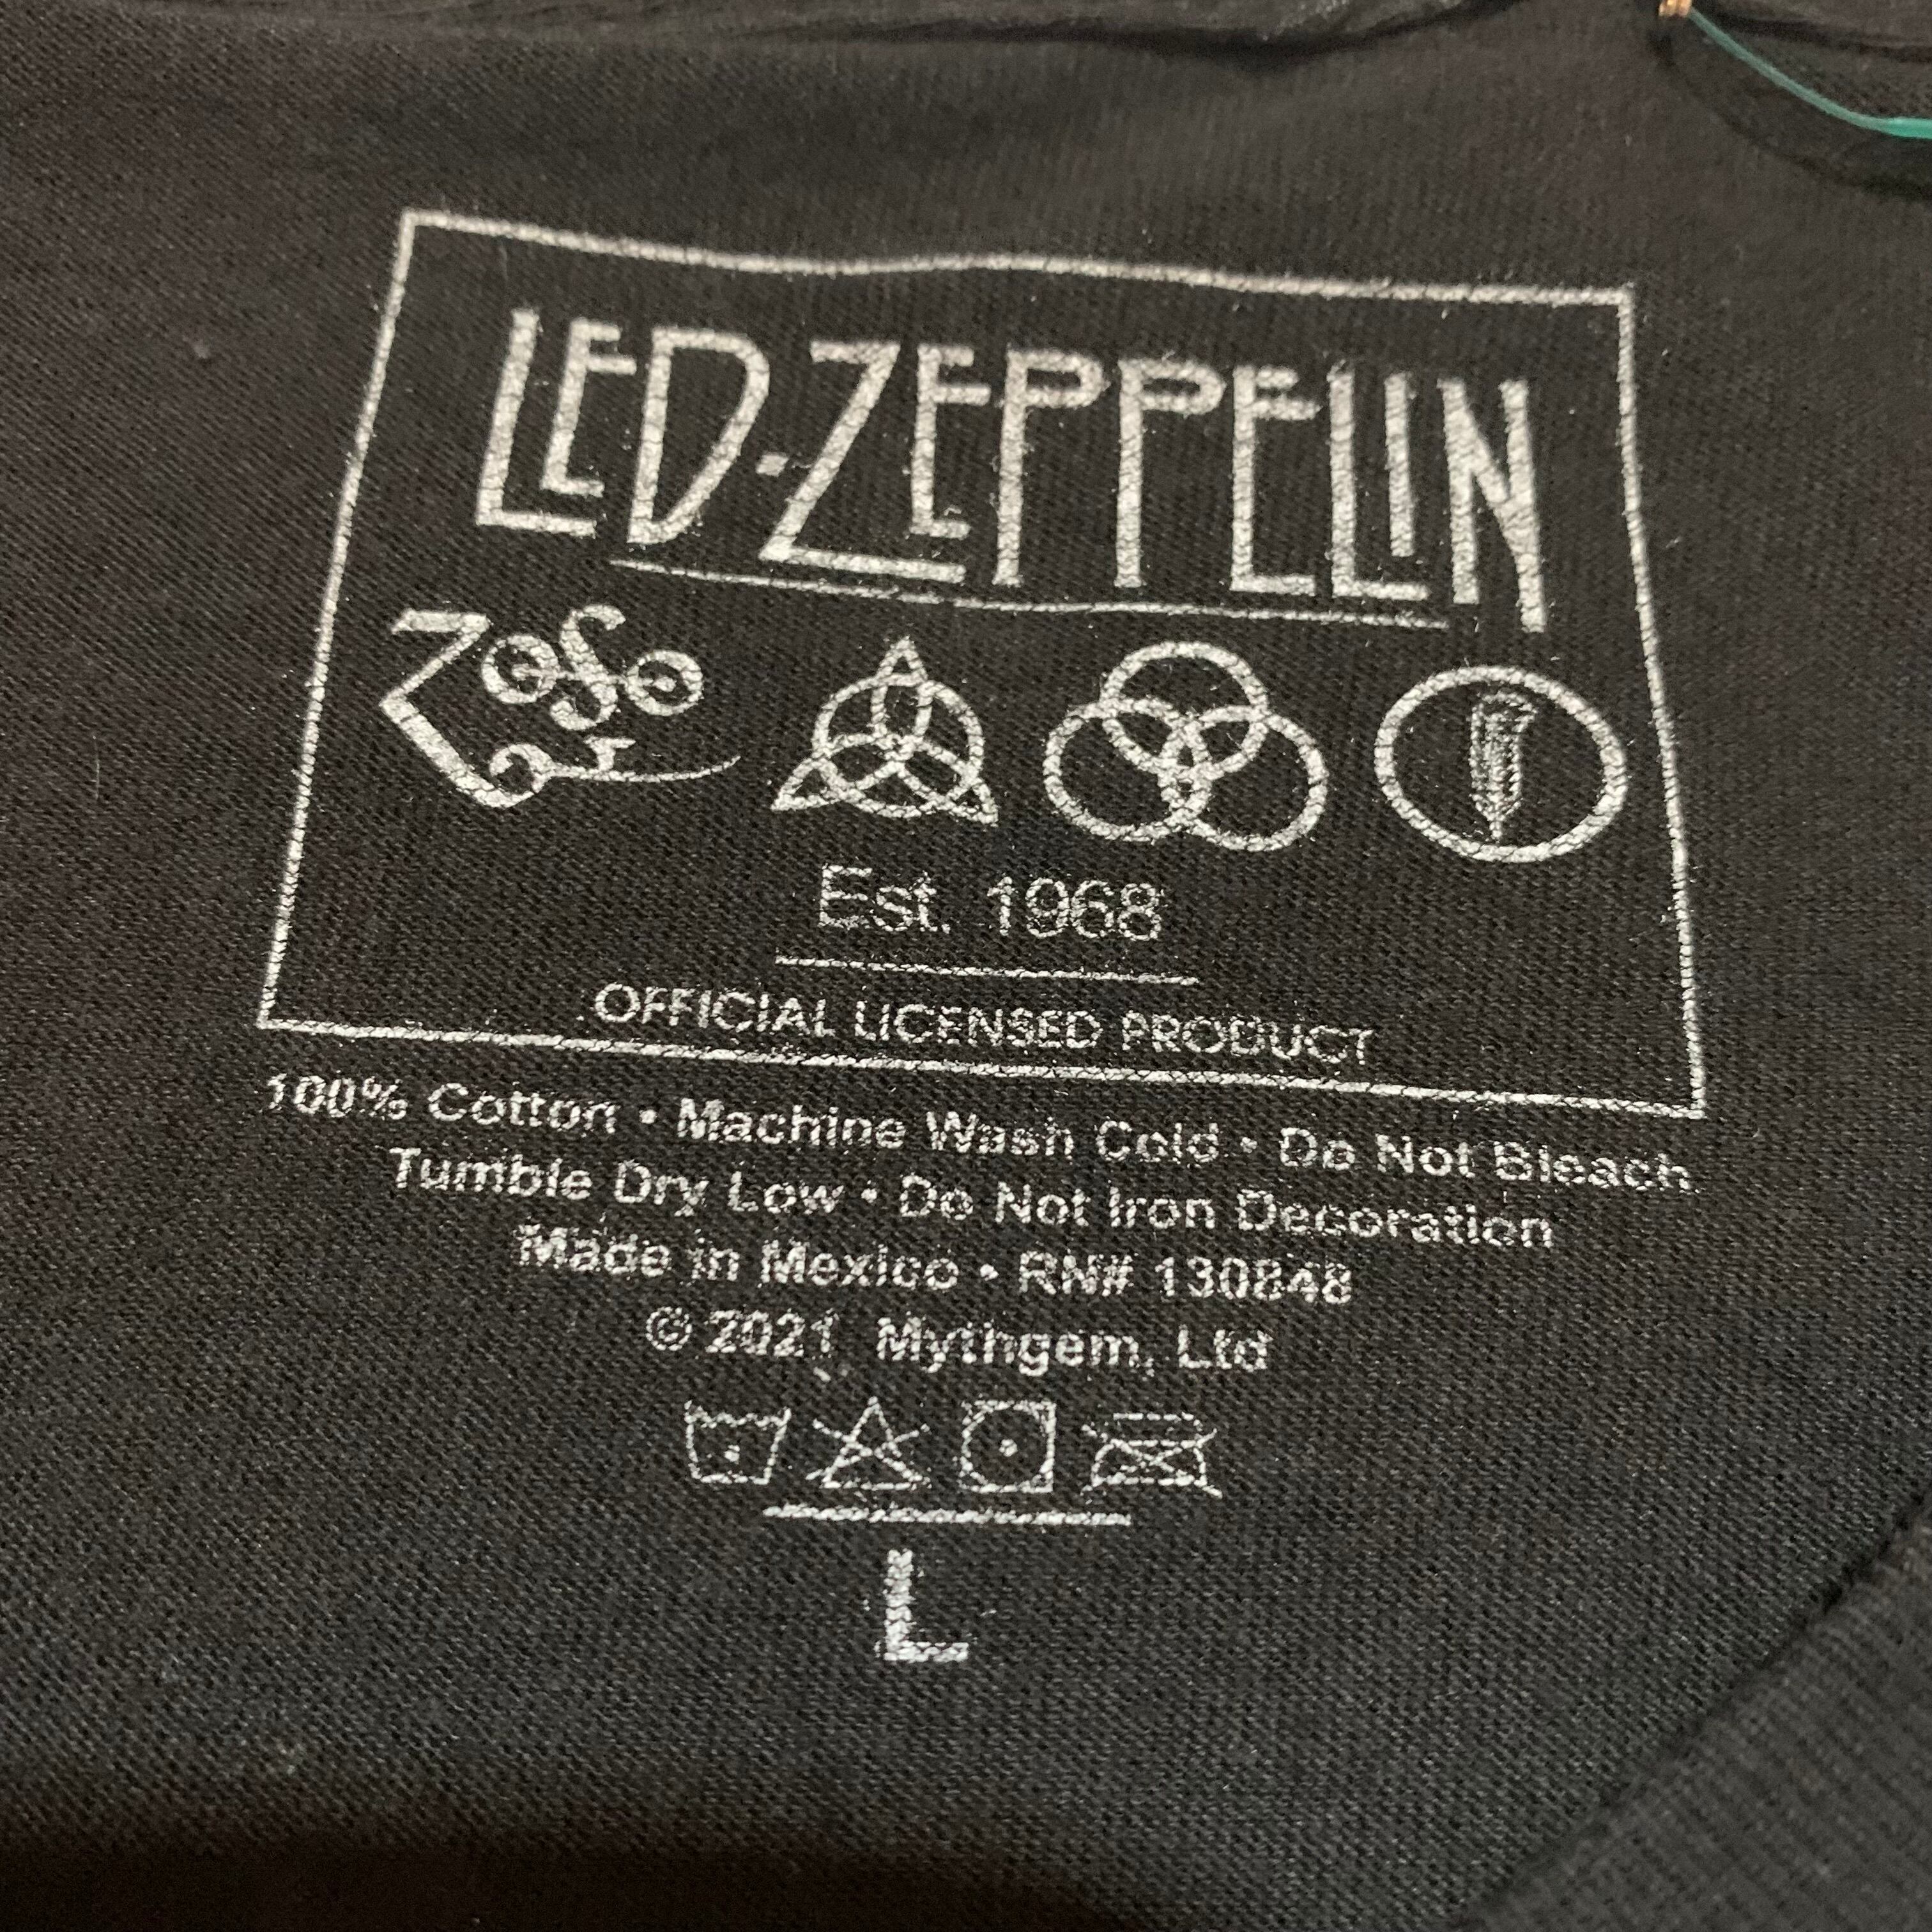 LED·ZEPPELIN
ZOSO
Est. 1968
OFFICIAL LICENSED PRODUCT
100% Cotton • Machine Wash Cold • Do Not Bleach
Tumble Dry Low • Do Not Iron Decoration
Made in Mexico • RN# 130848
© 2021 Mythgem, Ltd
L